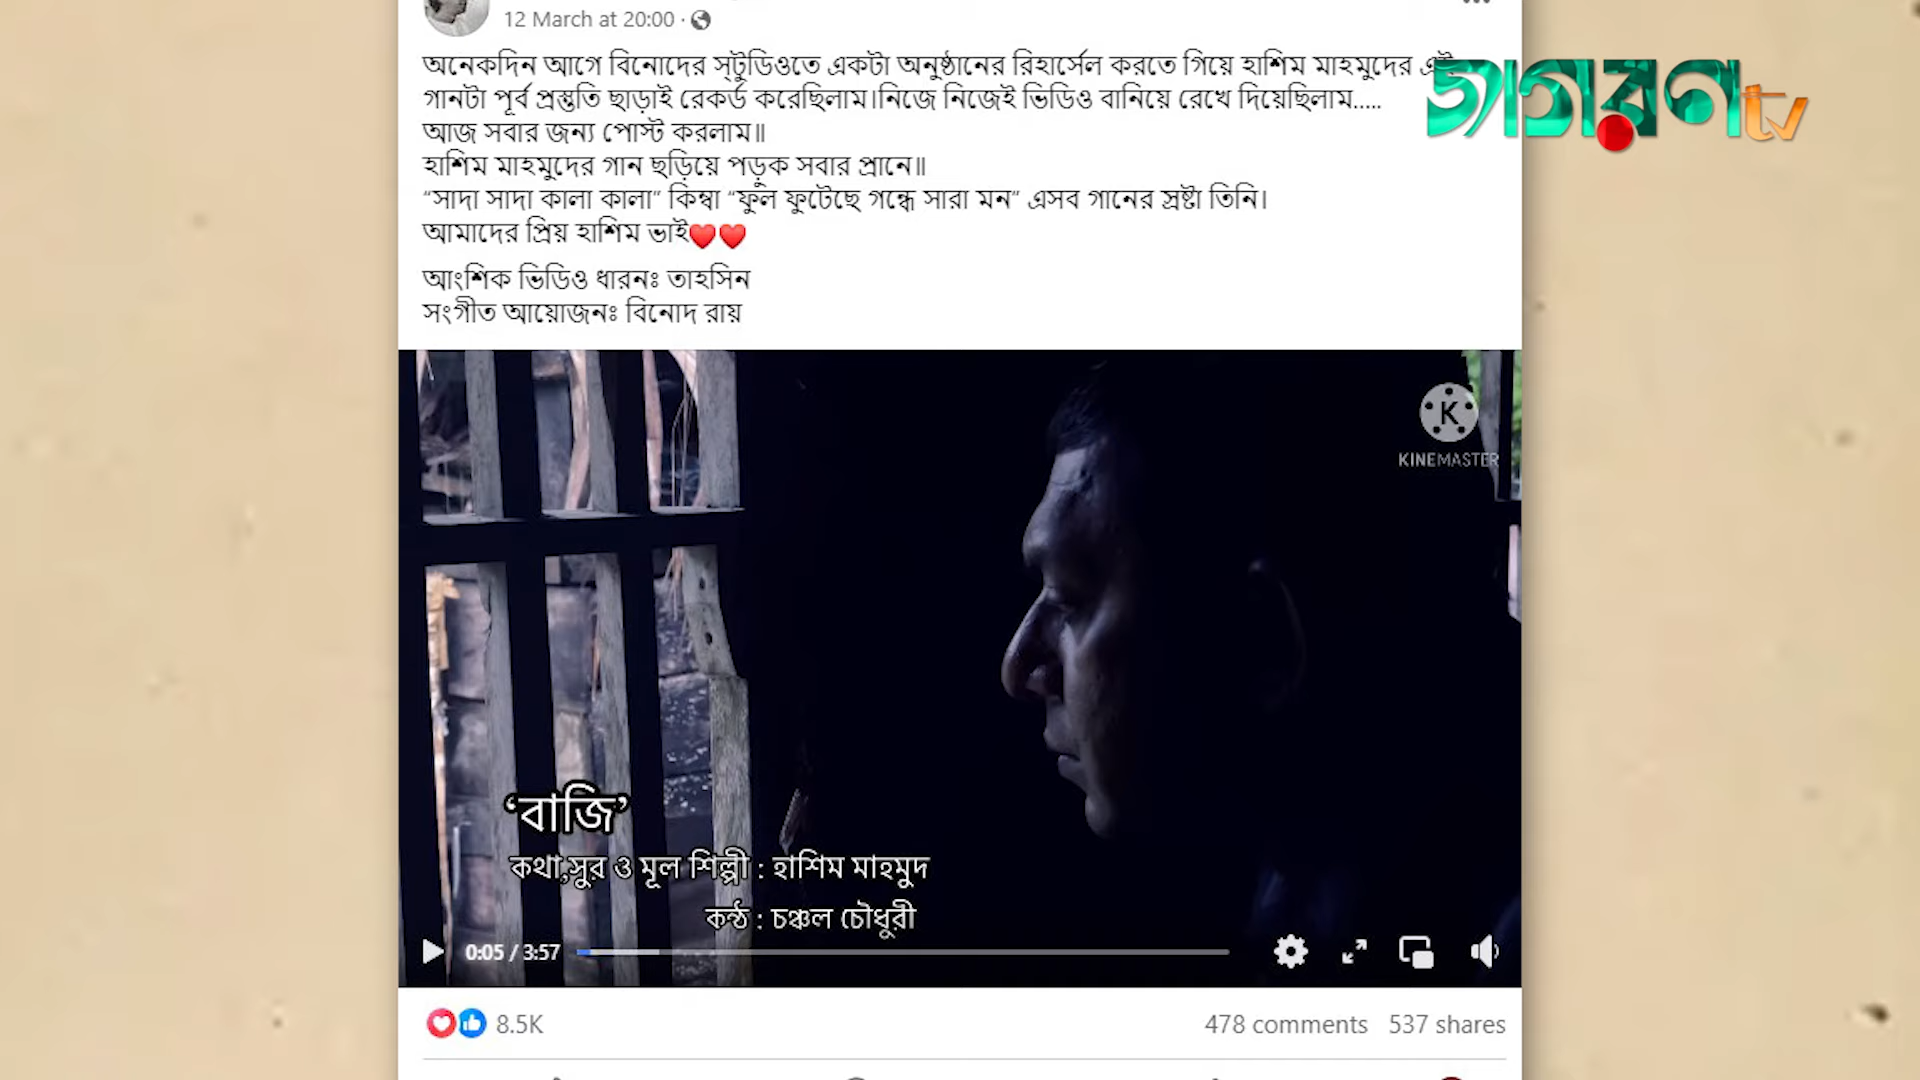 12 March at 20:00 ·
অনেকদিন আগে বিনোদের স্টুডিওতে একটা অনুষ্ঠানের রিহার্সেল করতে গিয়ে হাশিম মাহমুদের এই
গানটা পূর্ব প্রস্তুতি ছাড়াই রেকর্ড করেছিলাম।নিজে নিজেই ভিডিও বানিয়ে রেখে দিয়েছিলাম.....
আজ সবার জন্য পোস্ট করলাম॥
হাশিম মাহমুদের গান ছড়িয়ে পড়ুক সবার প্রানে॥
“সাদা সাদা কালা কালা” কিম্বা “ফুল ফুটেছে গন্ধে সারা মন” এসব গানের স্রষ্টা তিনি।
আমাদের প্রিয় হাশিম ভাই❤️❤️
আংশিক ভিডিও ধারনঃ তাহসিন
সংগীত আয়োজনঃ বিনোদ রায়
জাগরণ tv
K
KINEMASTER
‘বাজি’
কথা,সুর ও মূল শিল্পী : হাশিম মাহমুদ
কন্ঠ : চঞ্চল চৌধুরী
0:05 / 3:57
8.5K 478 comments 537 shares